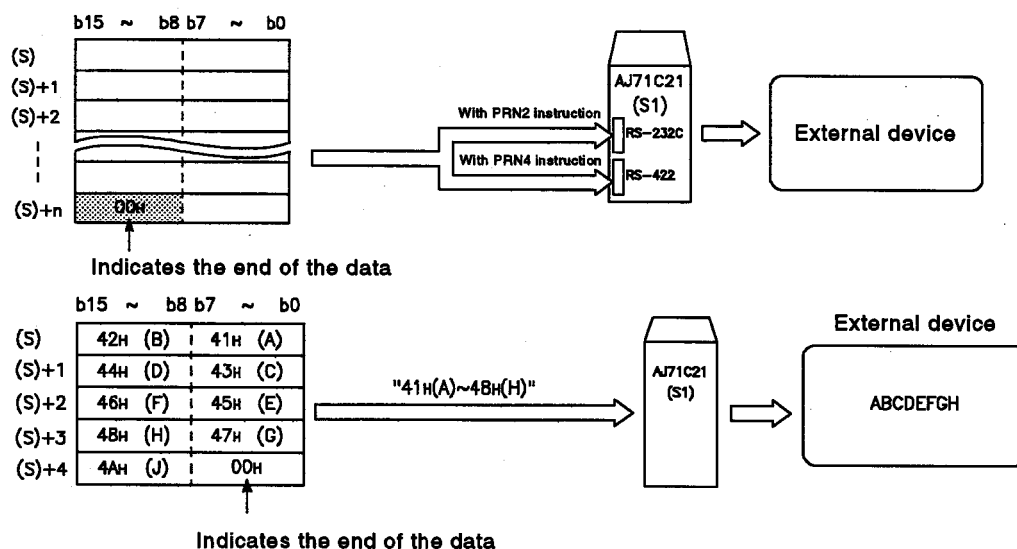 b15 ~ b8 b7 ~ b0
(S)
(S)+1
(S)+2
(S)+n
00H
Indicates the end of the data
With PRN2 instruction
With PRN4 instruction
AJ71C21
(S1)
RS-232C
RS-422
External device
b15 ~ b8 b7 ~ b0
(S) 42H (B) 41H (A)
(S)+1 44H (D) 43H (C)
(S)+2 46H (F) 45H (E)
(S)+3 48H (H) 47H (G)
(S)+4 4AH (J) 00H
Indicates the end of the data
"41H(A)~48H(H)"
AJ71C21
(S1)
External device
ABCDEFGH